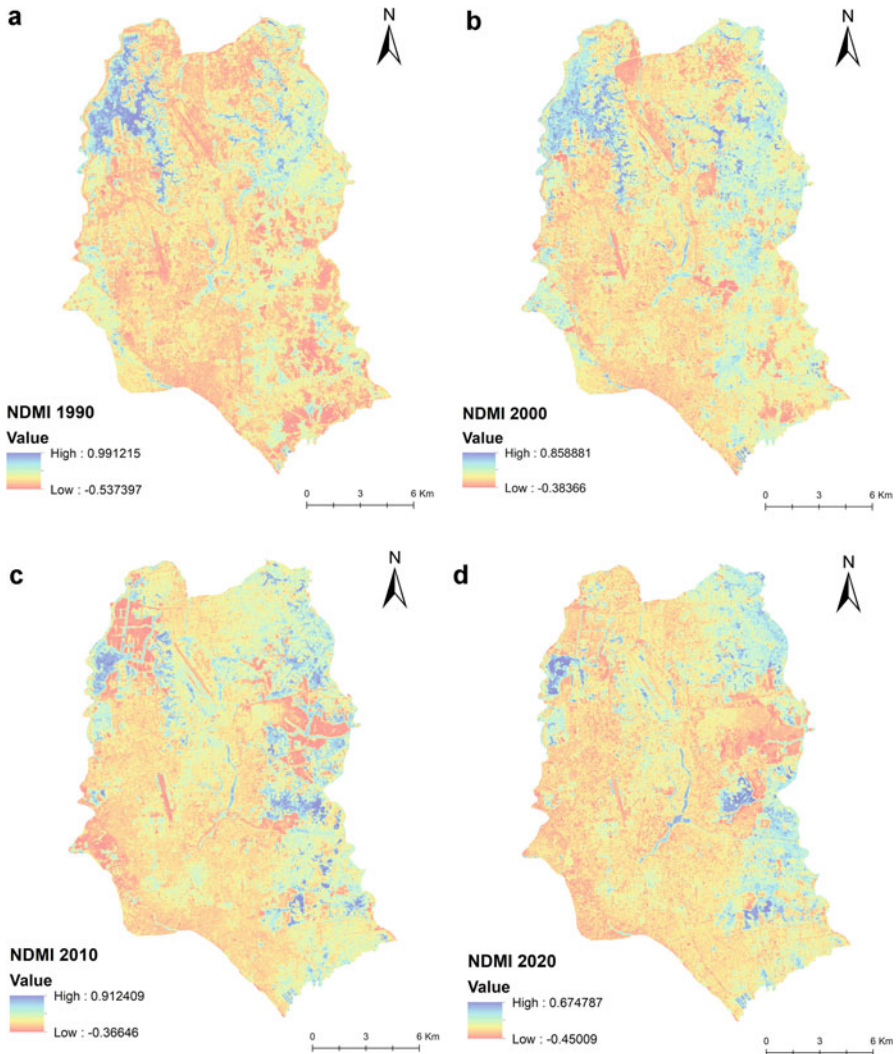 a
N
NDMI 1990
Value
High : 0.991215
Low : -0.537397
0 3 6 Km
b
N
NDMI 2000
Value
High : 0.858881
Low : -0.38366
0 3 6 Km
c
N
NDMI 2010
Value
High : 0.912409
Low : -0.36646
0 3 6 Km
d
N
NDMI 2020
Value
High : 0.674787
Low : -0.45009
0 3 6 Km